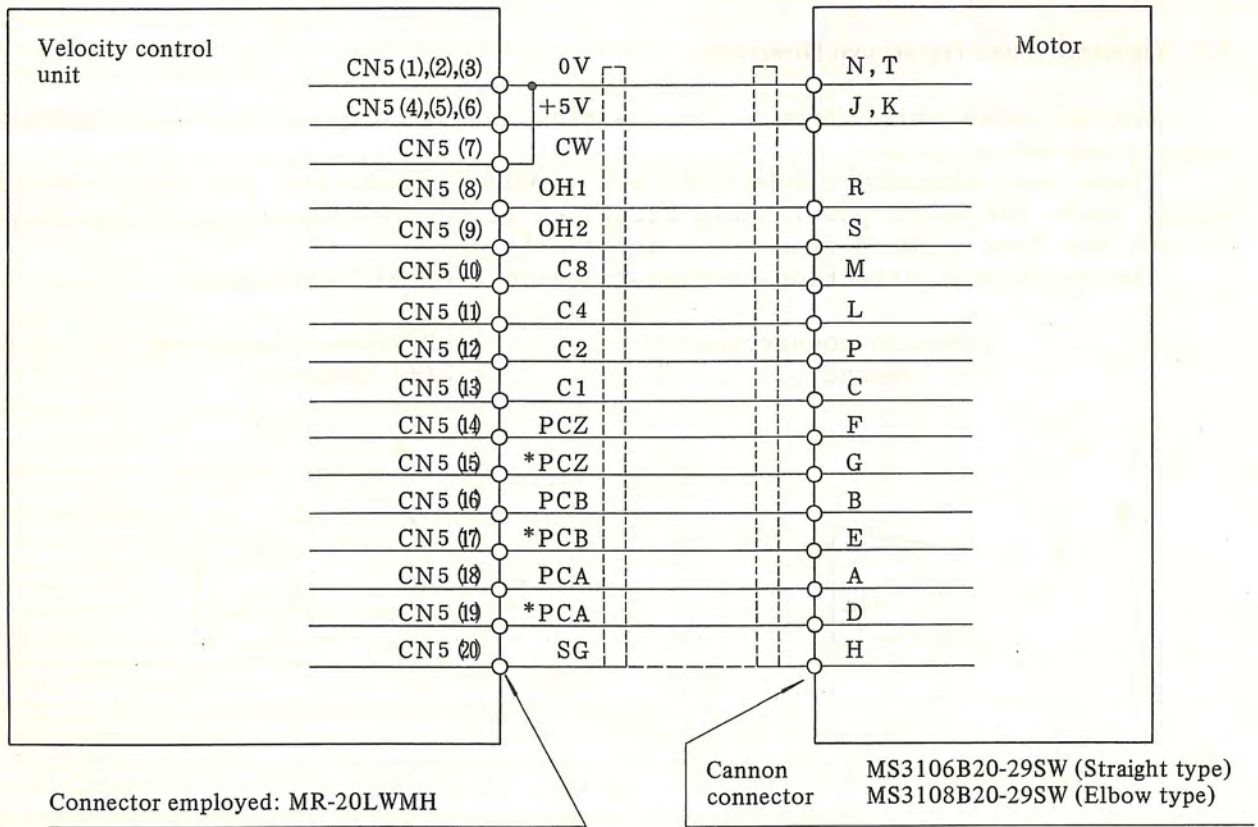 Velocity control
unit
Motor
CN5 (1),(2),(3) 0V N, T
CN5 (4),(5),(6) +5V J, K
CN5 (7) CW
CN5 (8) OH1 R
CN5 (9) OH2 S
CN5 (10) C8 M
CN5 (11) C4 L
CN5 (12) C2 P
CN5 (13) C1 C
CN5 (14) PCZ F
CN5 (15) *PCZ G
CN5 (16) PCB B
CN5 (17) *PCB E
CN5 (18) PCA A
CN5 (19) *PCA D
CN5 (20) SG H
Connector employed: MR-20LWMH
Cannon MS3106B20-29SW (Straight type)
connector MS3108B20-29SW (Elbow type)